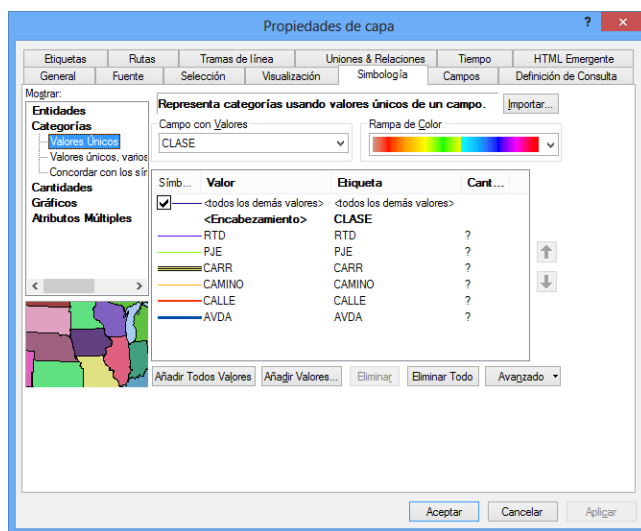 Propiedades de capa
?
Etiquetas Rutas Tramas de línea Uniones & Relaciones Tiempo HTML Emergente
General Fuente Selección Visualización Simbología Campos Definición de Consulta
Mostrar:
Entidades
Categorías
Valores Únicos
Valores únicos, varios
Concordar con los sír
Cantidades
Gráficos
Atributos Múltiples
Representa categorías usando valores únicos de un campo.
Importar...
Campo con Valores
CLASE
Rampa de Color
Símb... Valor Etiqueta Cant...
<todos los demás valores> <todos los demás valores>
<Encabezamiento> CLASE
RTD RTD ?
PJE PJE ?
CARR CARR ?
CAMINO CAMINO ?
CALLE CALLE ?
AVDA AVDA ?
Añadir Todos Valores Añadir Valores... Eliminar Eliminar Todo Avanzado
Aceptar Cancelar Aplicar